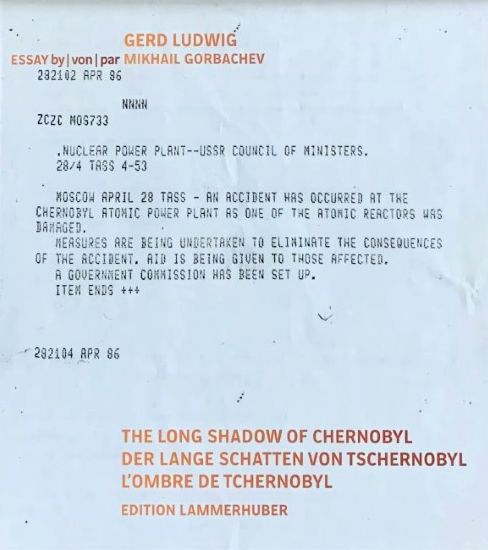 GERD LUDWIG
ESSAY by|von|par MIKHAIL GORBACHEV
282102 APR 86
NNNN
ZCZC MOS733
.NUCLEAR POWER PLANT--USSR COUNCIL OF MINISTERS.
28/4 TASS 4-53
MOSCOW APRIL 28 TASS - AN ACCIDENT HAS OCCURRED AT THE
CHERNOBYL ATOMIC POWER PLANT AS ONE OF THE ATOMIC REACTORS WAS
DAMAGED.
MEASURES ARE BEING UNDERTAKEN TO ELIMINATE THE CONSEQUENCES
OF THE ACCIDENT. AID IS BEING GIVEN TO THOSE AFFECTED.
A GOVERNMENT COMMISSION HAS BEEN SET UP.
ITEM ENDS +++
282104 APR 86
THE LONG SHADOW OF CHERNOBYL
DER LANGE SCHATTEN VON TSCHERNOBYL
L'OMBRE DE TCHERNOBYL
EDITION LAMMERHUBER